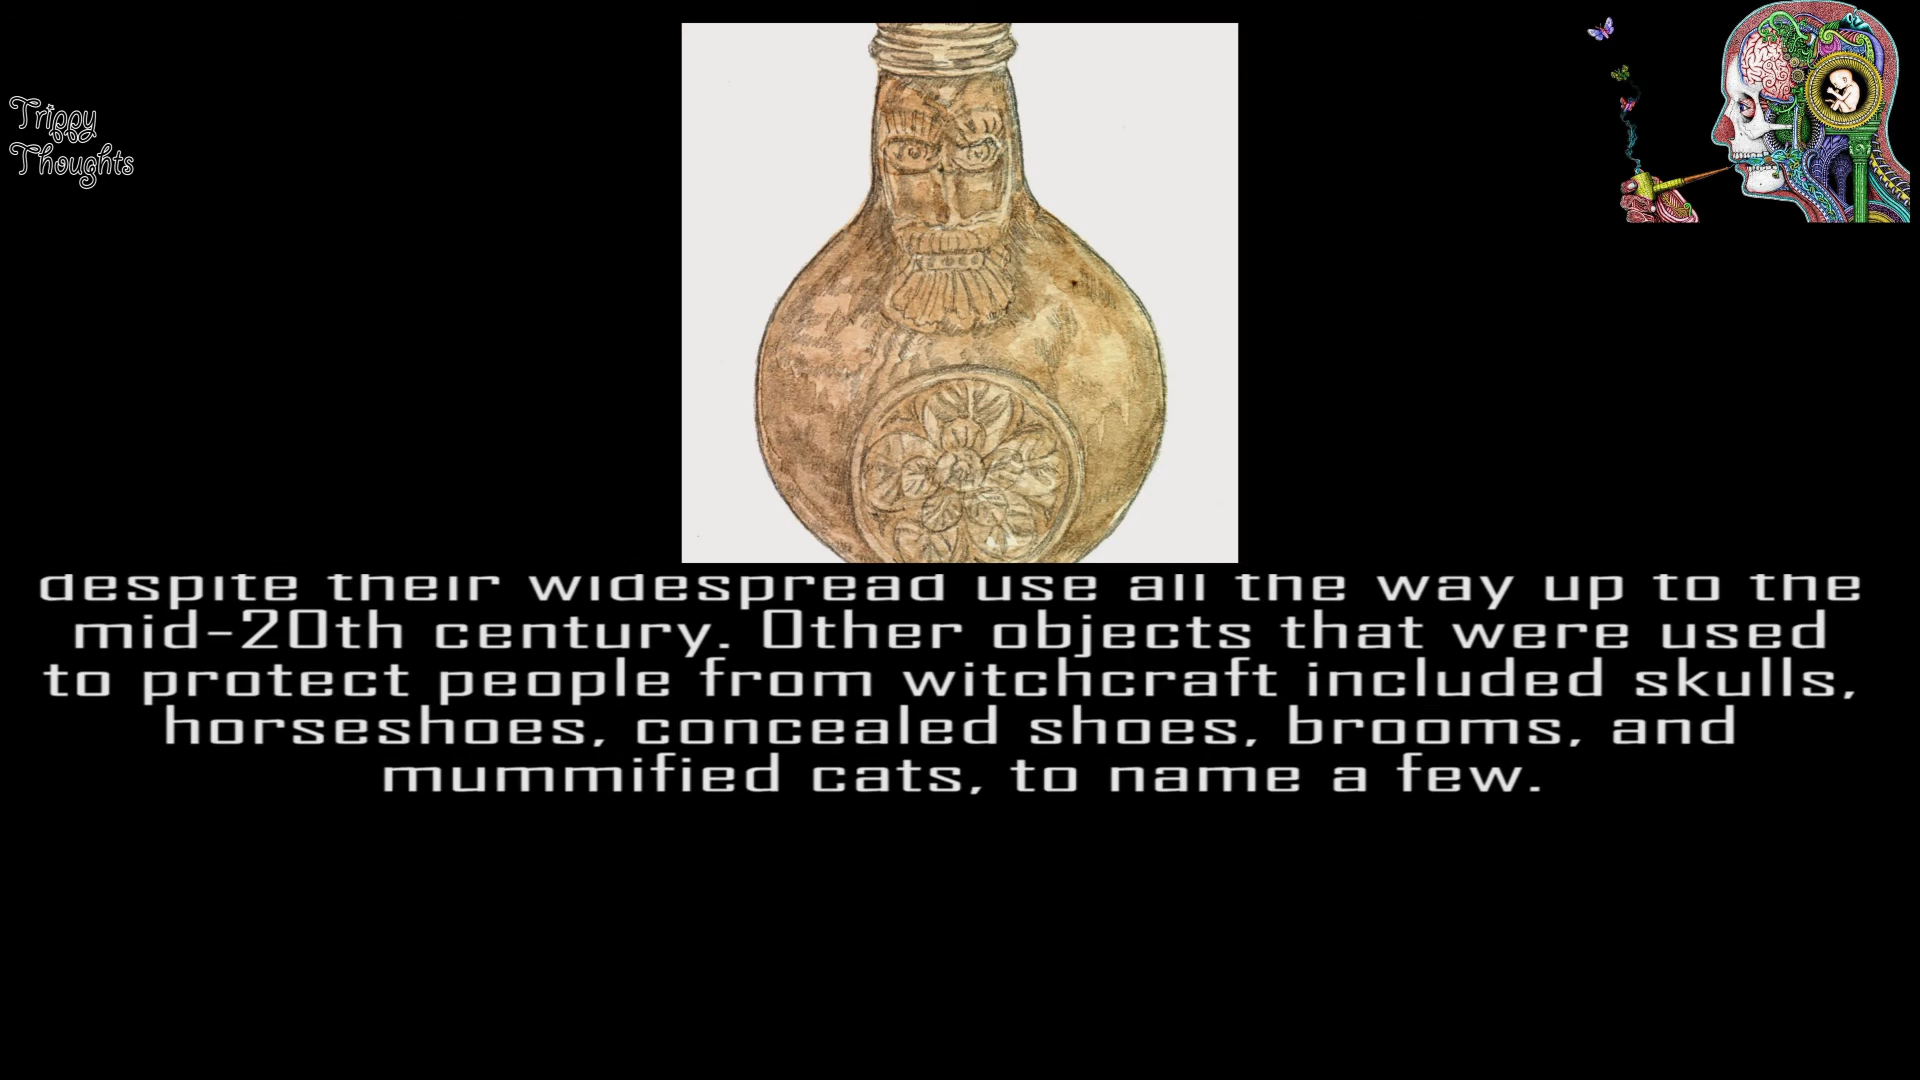 Trippy
Thoughts
despite their widespread use all the way up to the
mid-20th century. Other objects that were used
to protect people from witchcraft included skulls,
horseshoes, concealed shoes, brooms, and
mummified cats, to name a few.